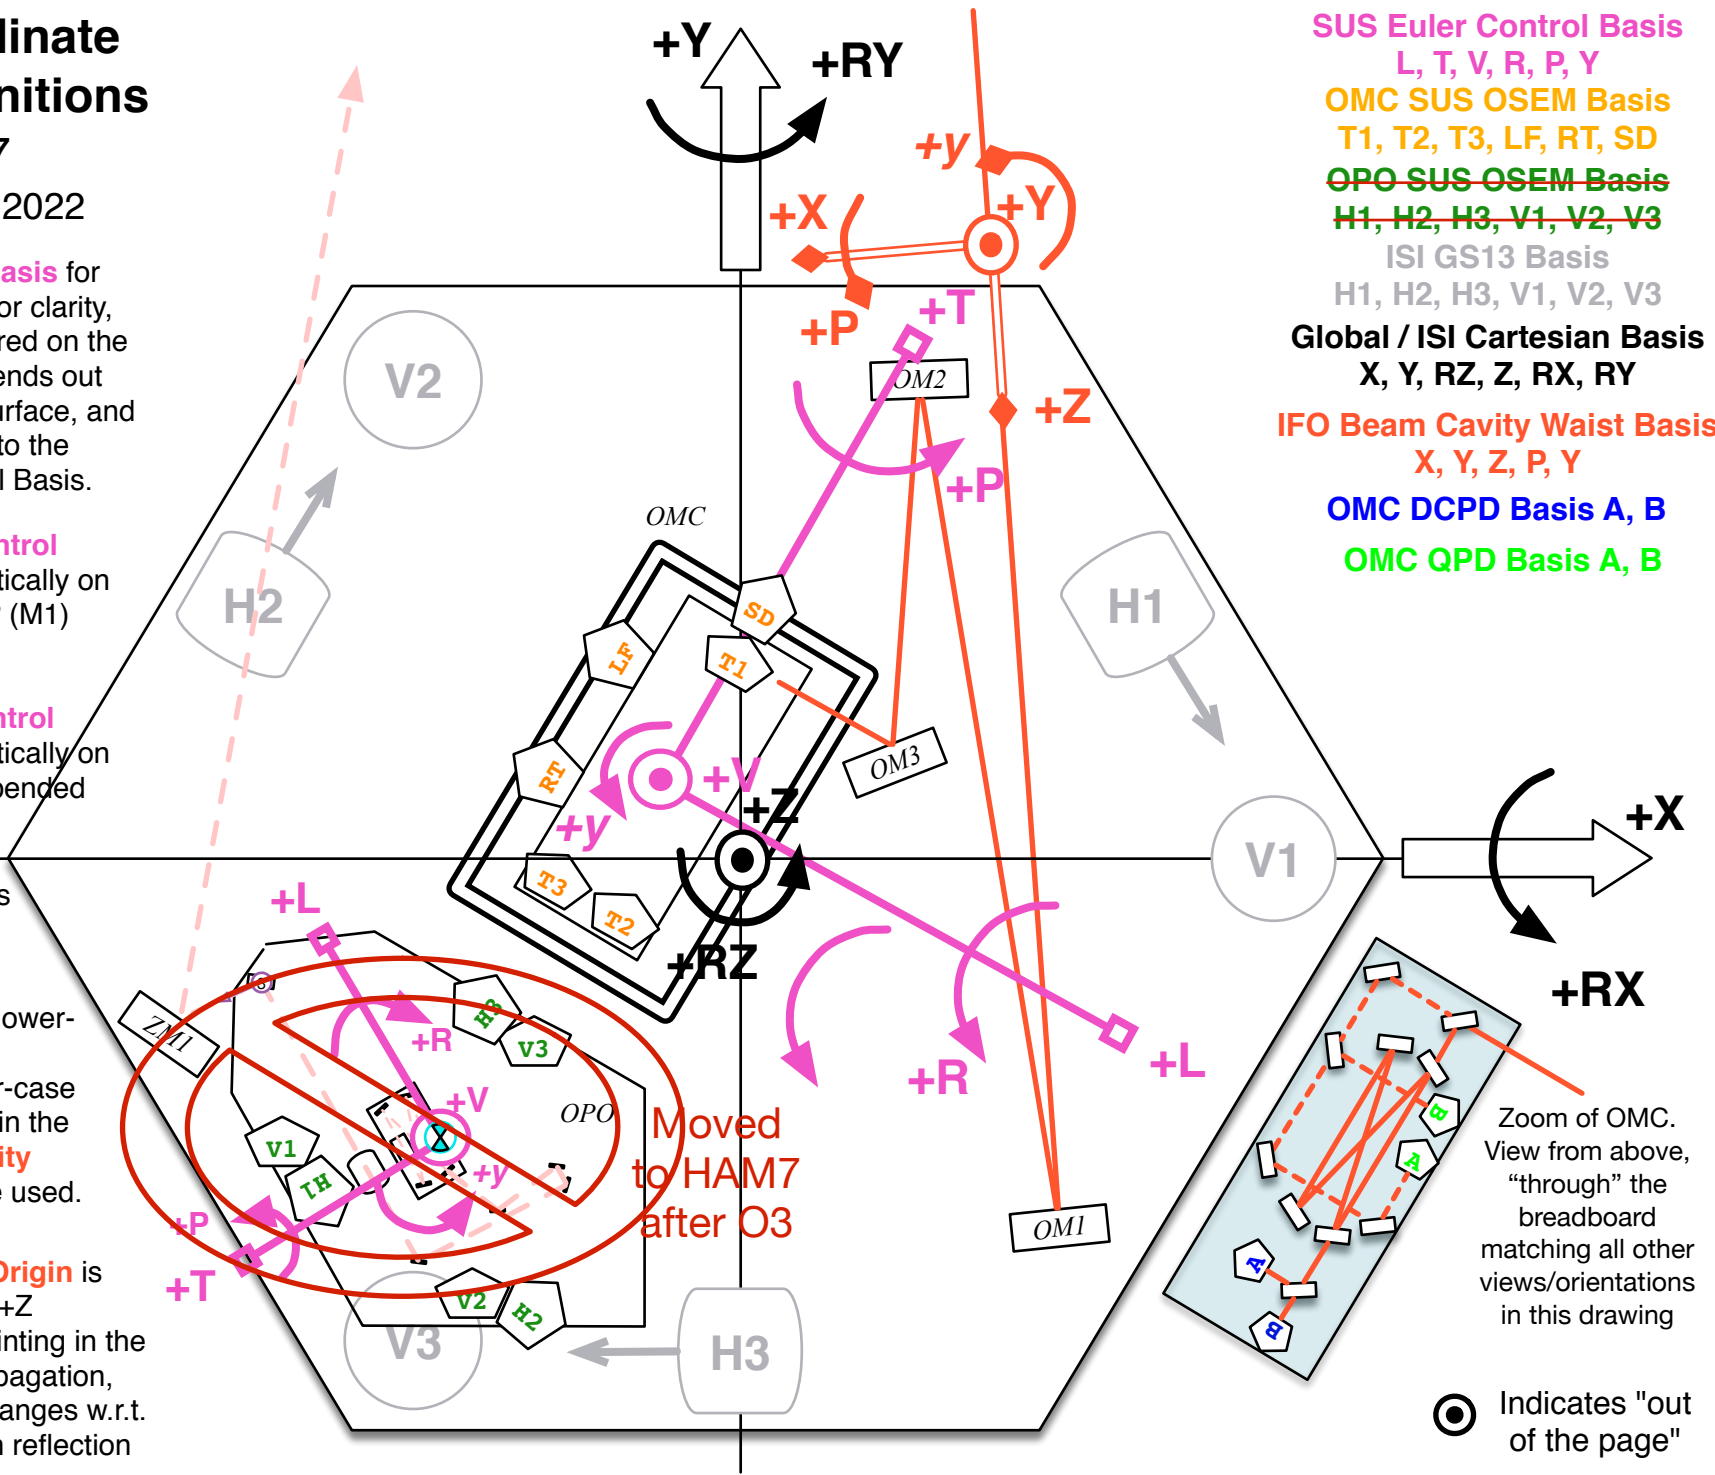 linate
nitions
7
2022
asis for
or clarity,
red on the
ends out
urface, and
to the
l Basis.
ntrol
tically on
(M1)
ntrol
tically on
pended
s
ower-
r-case
in the
ity
e used.
Origin is
+Z
inting in the
pagation,
anges w.r.t.
n reflection
+Y
+RY
+y
+X
+Y
+P
+T
OM2
+Z
+P
V2
H2
H1
OMC
SD
LF
T1
RT
+V
+y
OM3
+Z
T3
T2
+RZ
V1
+X
+RX
+L
+R
+L
ZM1
3
+R
H3
V3
+V
OPO
V1
H1
+y
+P
+T
V2
H2
V3
H3
OM1
Moved
to HAM7
after O3
SUS Euler Control Basis
L, T, V, R, P, Y
OMC SUS OSEM Basis
T1, T2, T3, LF, RT, SD
OPO SUS OSEM Basis
H1, H2, H3, V1, V2, V3
ISI GS13 Basis
H1, H2, H3, V1, V2, V3
Global / ISI Cartesian Basis
X, Y, RZ, Z, RX, RY
IFO Beam Cavity Waist Basis
X, Y, Z, P, Y
OMC DCPD Basis A, B
OMC QPD Basis A, B
B
A
A
B
Zoom of OMC.
View from above,
“through” the
breadboard
matching all other
views/orientations
in this drawing
Indicates "out
of the page"